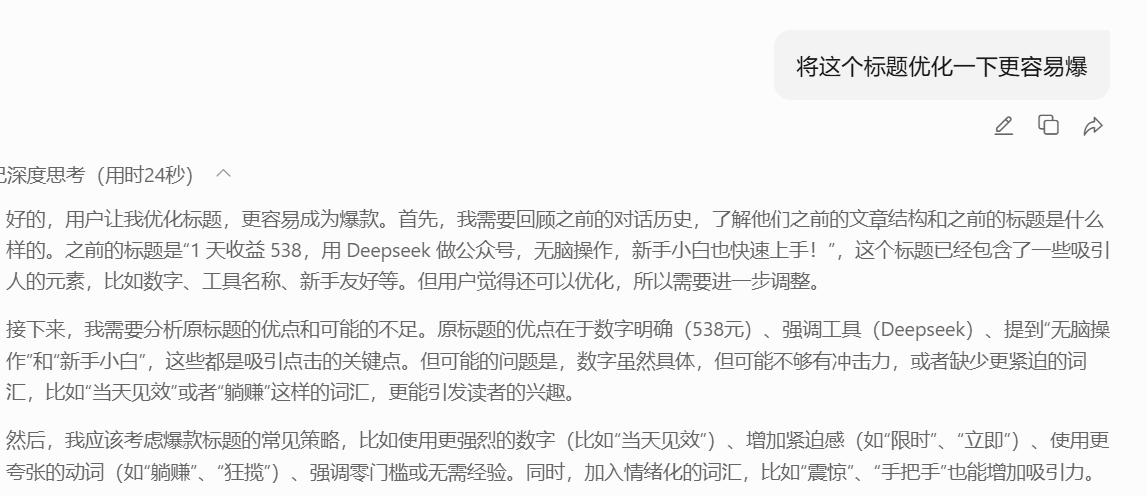 将这个标题优化一下更容易爆
已深度思考（用时24秒）
好的，用户让我优化标题，更容易成为爆款。首先，我需要回顾之前的对话历史，了解他们之前的文章结构和之前的标题是什么
样的。之前的标题是“1 天收益 538，用 Deepseek 做公众号，无脑操作，新手小白也快速上手！”，这个标题已经包含了一些吸引
人的元素，比如数字、工具名称、新手友好等。但用户觉得还可以优化，所以需要进一步调整。
接下来，我需要分析原标题的优点和可能的不足。原标题的优点在于数字明确（538元）、强调工具（Deepseek）、提到“无脑操
作”和“新手小白”，这些都是吸引点击的关键点。但可能的问题是，数字虽然具体，但可能不够有冲击力，或者缺少更紧迫的词
汇，比如“当天见效”或者“躺赚”这样的词汇，更能引发读者的兴趣。
然后，我应该考虑爆款标题的常见策略，比如使用更强烈的数字（比如“当天见效”）、增加紧迫感（如“限时”、“立即”）、使用更
夸张的动词（如“躺赚”、“狂揽”）、强调零门槛或无需经验。同时，加入情绪化的词汇，比如“震惊”、“手把手”也能增加吸引力。